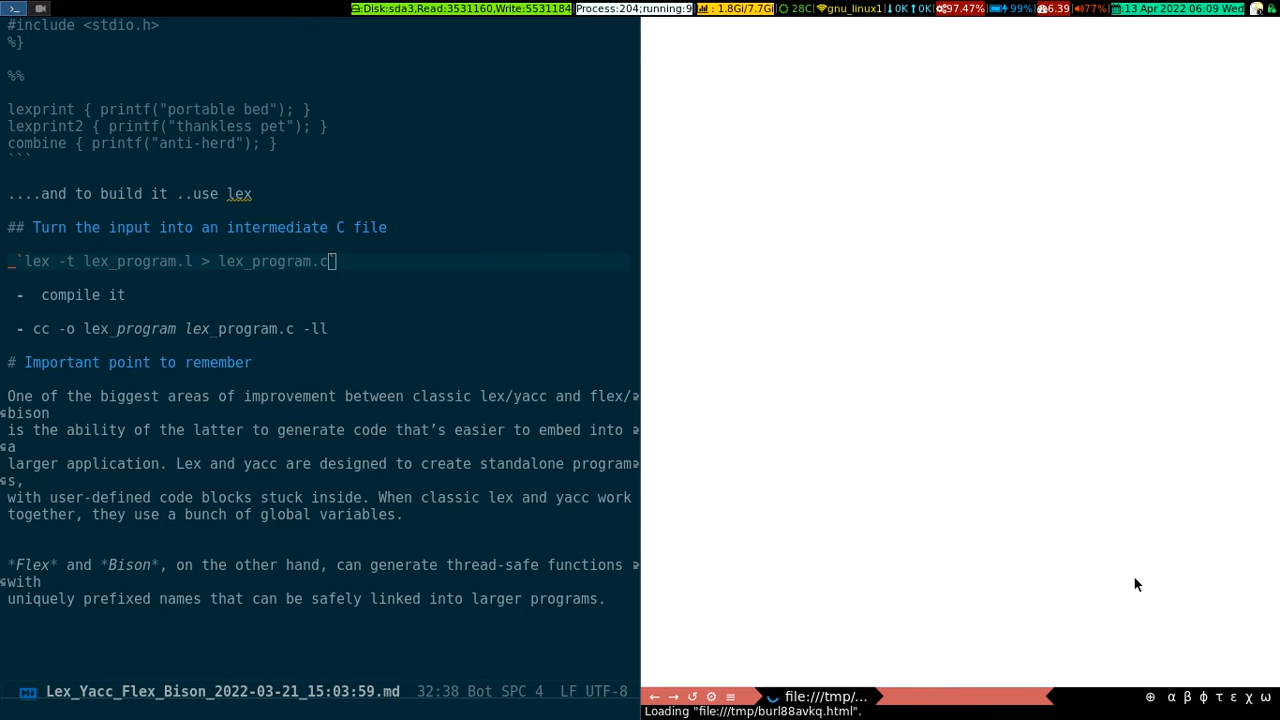 Disk:sda3,Read:3531160,Write:5531184 Process:204;running:9 : 1.8Gi/7.7Gi 28C gnu_linux1 ↓0K ↑0K 97.47% 99% 6.39 77% :13 Apr 2022 06:09 Wed
#include <stdio.h>
%}
%%
lexprint { printf("portable bed"); }
lexprint2 { printf("thankless pet"); }
combine { printf("anti-herd"); }
```
....and to build it ..use lex
## Turn the input into an intermediate C file
_`lex -t lex_program.l > lex_program.c`
- compile it
- cc -o lex_program lex_program.c -ll
# Important point to remember
One of the biggest areas of improvement between classic lex/yacc and flex/
bison
is the ability of the latter to generate code that’s easier to embed into
a
larger application. Lex and yacc are designed to create standalone program
s,
with user-defined code blocks stuck inside. When classic lex and yacc work
together, they use a bunch of global variables.
*Flex* and *Bison*, on the other hand, can generate thread-safe functions
with
uniquely prefixed names that can be safely linked into larger programs.
Lex_Yacc_Flex_Bison_2022-03-21_15:03:59.md 32:38 Bot SPC 4 LF UTF-8
← → ↺ ⚙ ≡ file:///tmp/... ⊕ α β ϕ τ ε χ ω
Loading "file:///tmp/burl88avkq.html".